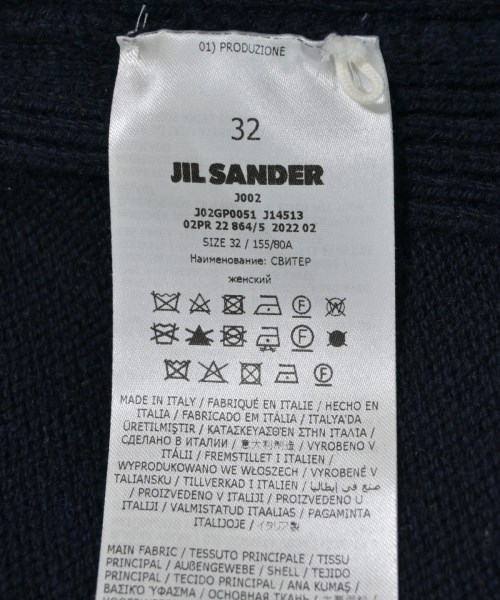 01) PRODUZIONE
32
JIL SANDER
J002
J02GP0051 J14513
02PR 22 864/5 2022 02
SIZE 32 / 155/80A
Наименование: СВИТЕР
женский
MADE IN ITALY / FABRIQUÉ EN ITALIE / HECHO EN
ITALIA / FABRICADO EM ITÁLIA / ITALYA'DA
ÜRETILMIŞTIR / ΚΑΤΑΣΚΕΥΑΣΘΕΝ ΣΤΗΝ ΙΤΑΛΙΑ /
СДЕЛАНО В ИТАЛИИ / 意大利制造 / VYROBENO V
ITÁLII / FREMSTILLET I ITALIEN /
WYPRODUKOWANO WE WŁOSZECH / VYROBENÉ V
TALIANSKU / TILLVERKAD I ITALIEN / صنع في إيطاليا
/ PROIZVEDENO V ITALIJI / PROIZVEDENO U
ITALIJI / VALMISTATUD ITAALIAS / PAGAMINTA
ITALIJOJE / イタリア製
MAIN FABRIC / TESSUTO PRINCIPALE / TISSU
PRINCIPAL / AUßENGEWEBE / SHELL / TEJIDO
PRINCIPAL / TECIDO PRINCIPAL / ANA KUMAŞ /
ΒΑΣΙΚΟ ΎΦΑΣΜΑ / ОСНОВНАЯ ТКАНЬ /